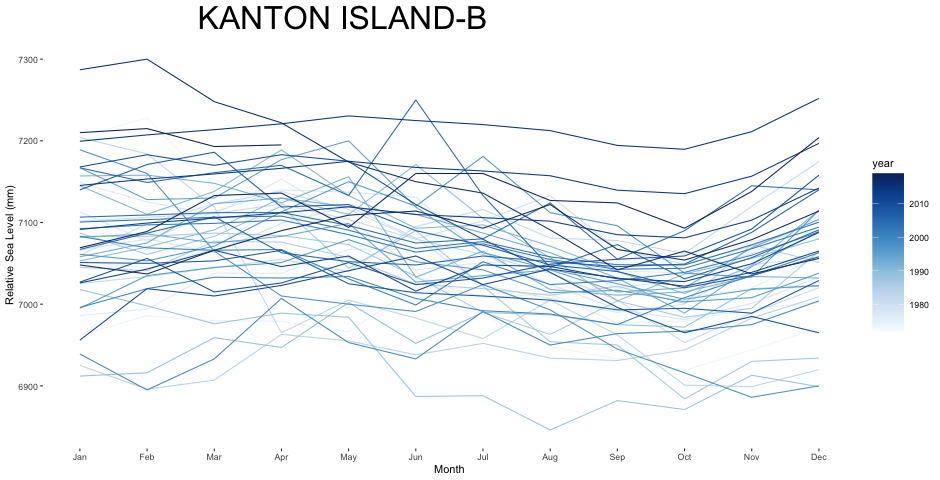 KANTON ISLAND-B
Relative Sea Level (mm)
7300
7200
7100
7000
6900
Jan Feb Mar Apr May Jun Jul Aug Sep Oct Nov Dec
Month
year
2010
2000
1990
1980